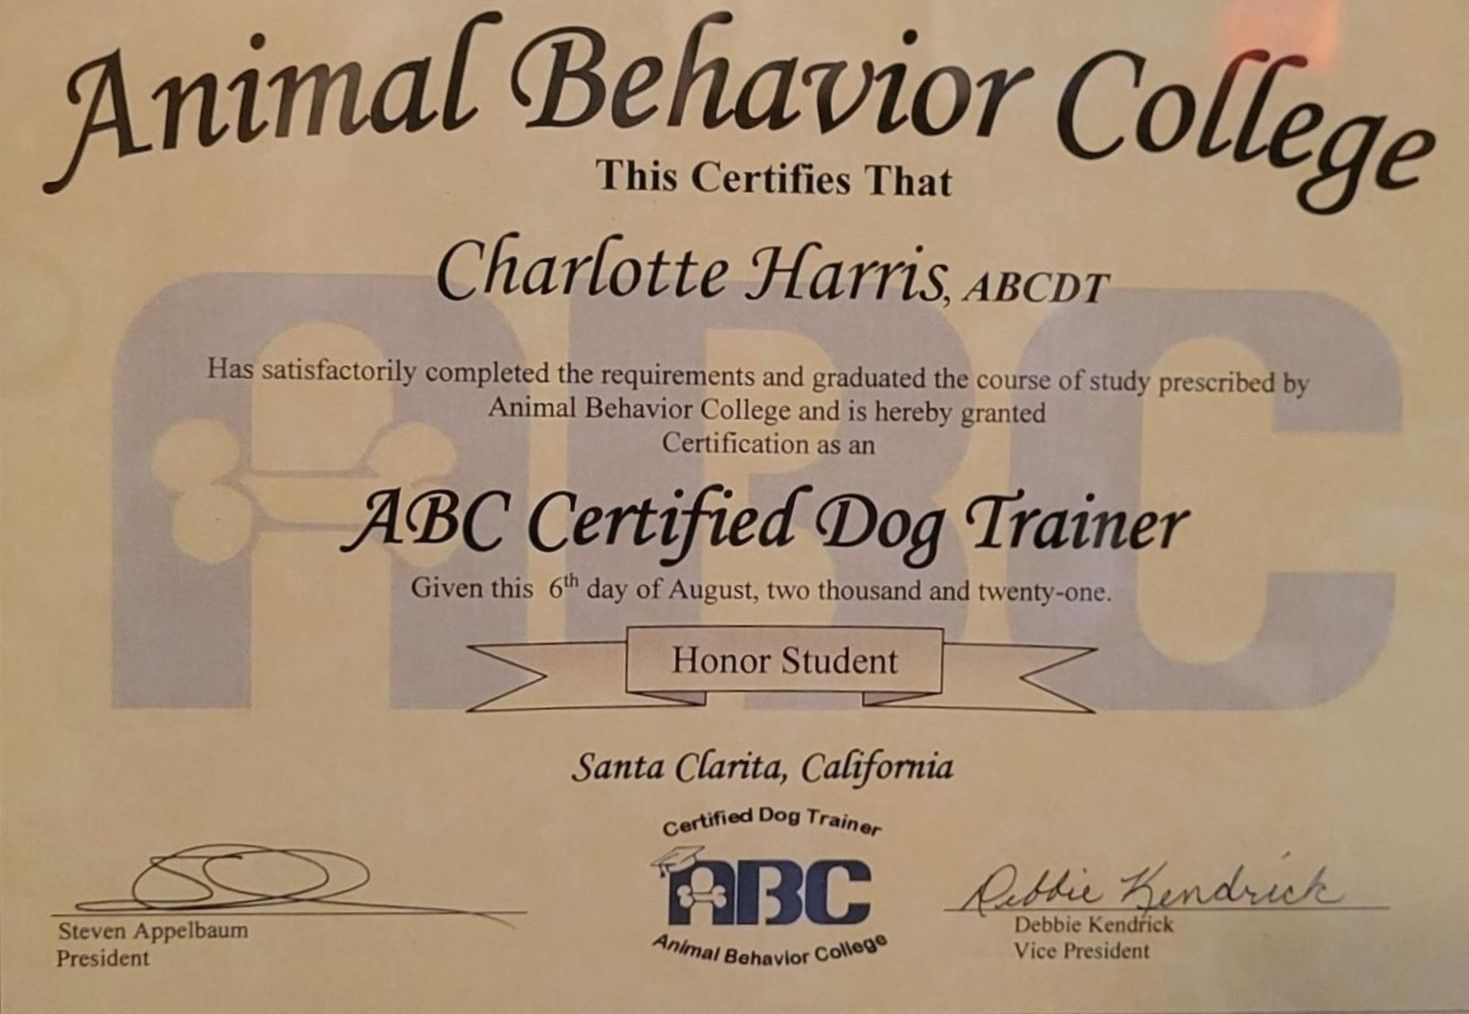 Animal Behavior College
This Certifies That
Charlotte Harris, ABCDT
Has satisfactorily completed the requirements and graduated the course of study prescribed by
Animal Behavior College and is hereby granted
Certification as an
ABC Certified Dog Trainer
Given this 6th day of August, two thousand and twenty-one.
Honor Student
Santa Clarita, California
Certified Dog Trainer
ABC
Animal Behavior College
Steven Appelbaum
President
Debbie Kendrick
Debbie Kendrick
Vice President
ABC